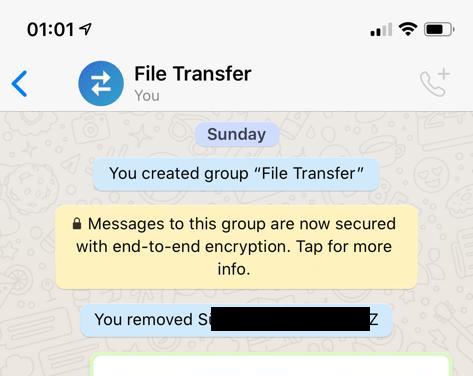 01:01
File Transfer
You
Sunday
You created group “File Transfer”
Messages to this group are now secured
with end-to-end encryption. Tap for more
info.
You removed